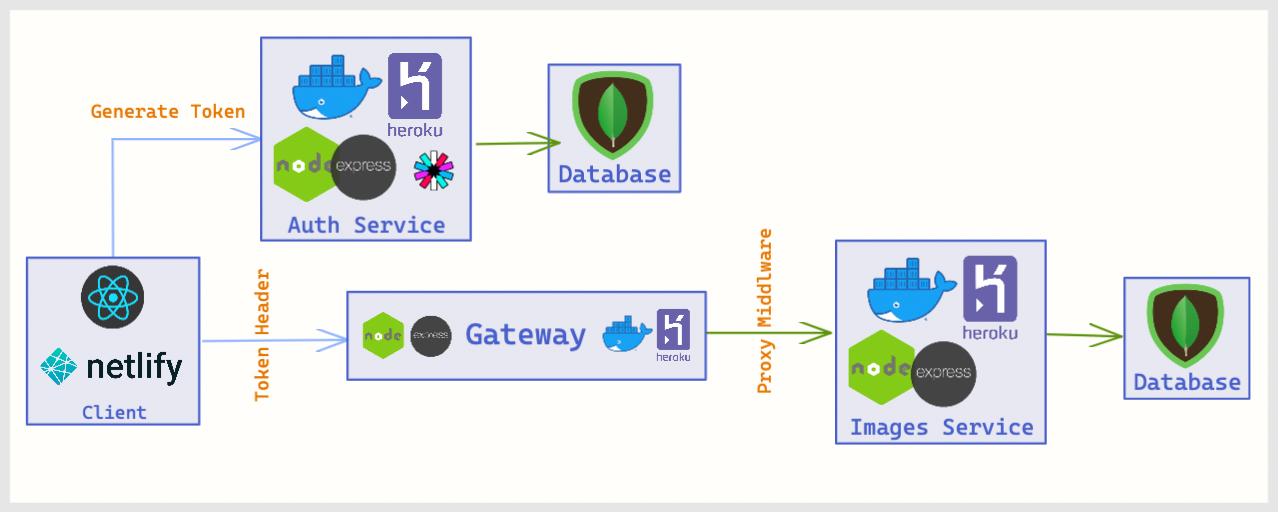 Generate Token
heroku
node
express
Auth Service
Database
netlify
Client
Token Header
node
express
Gateway
heroku
Proxy Middlware
heroku
node
express
Images Service
Database